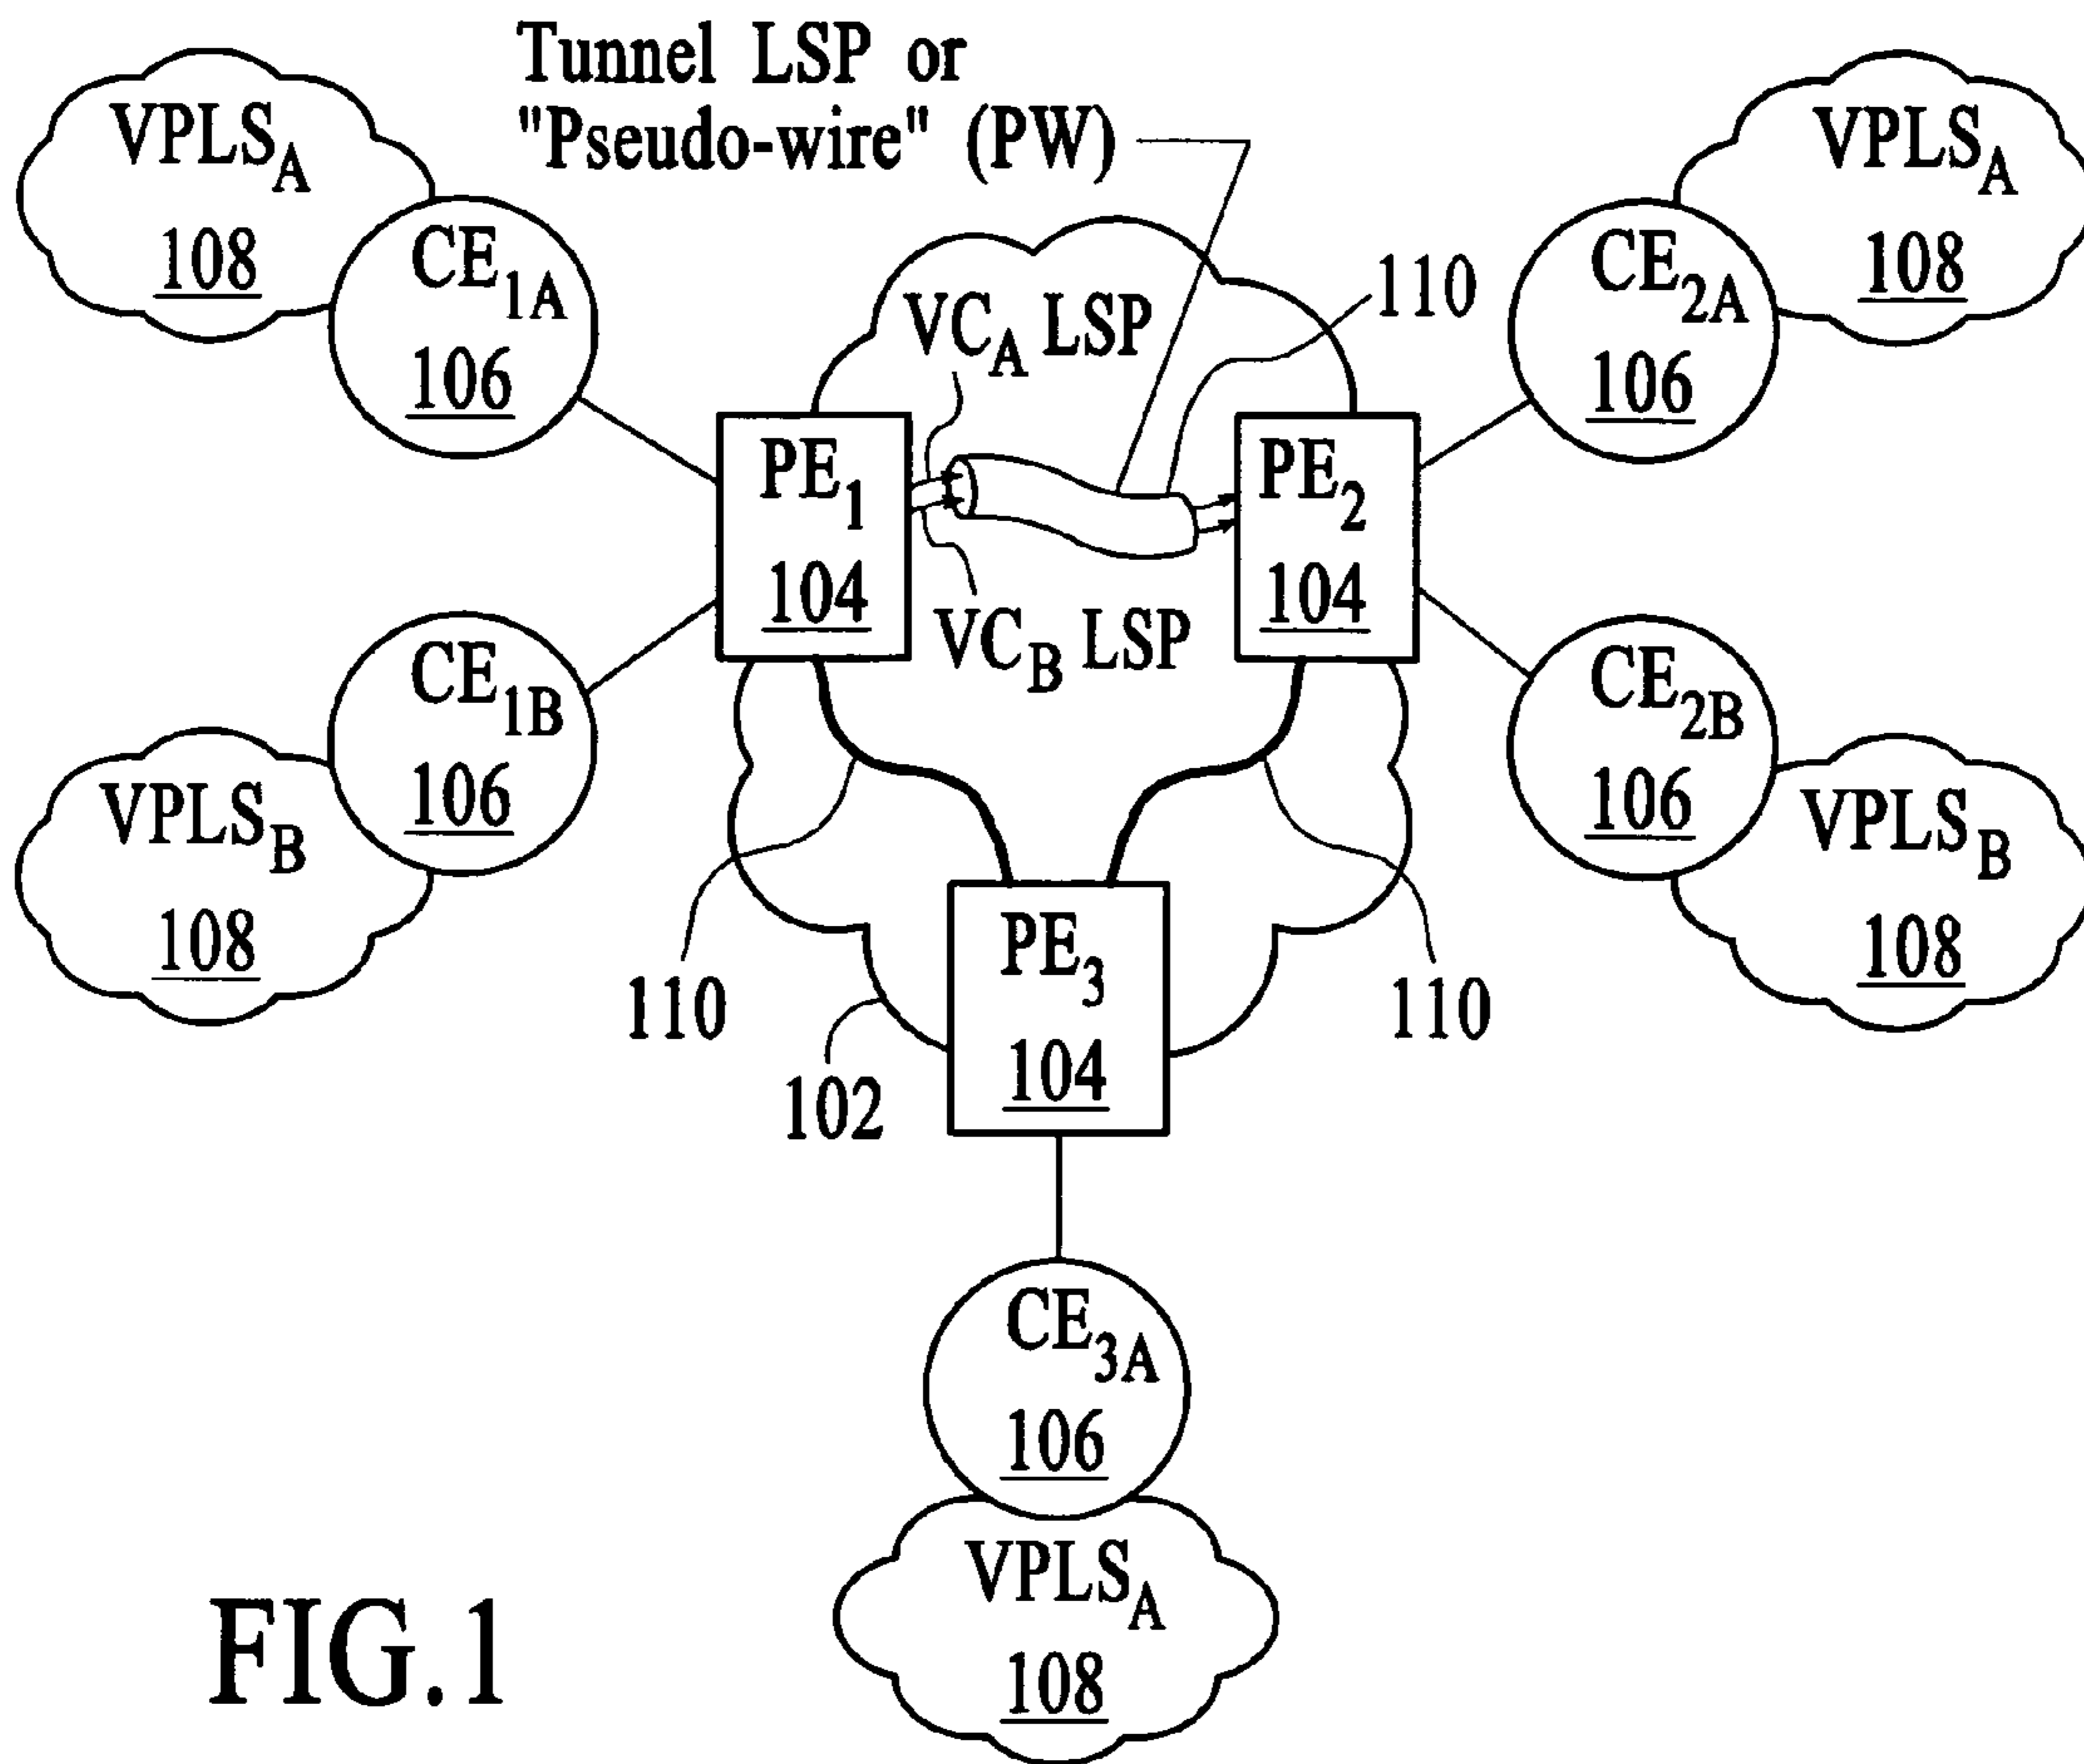 Tunnel LSP or
"Pseudo-wire" (PW)
VPLSA
108
CE1A
106
VPLSA
108
CE2A
106
110
VCA LSP
PE1
104
PE2
104
VCB LSP
CE1B
106
VPLSB
108
CE2B
106
VPLSB
108
110
110
102
PE3
104
CE3A
106
VPLSA
108
FIG.1